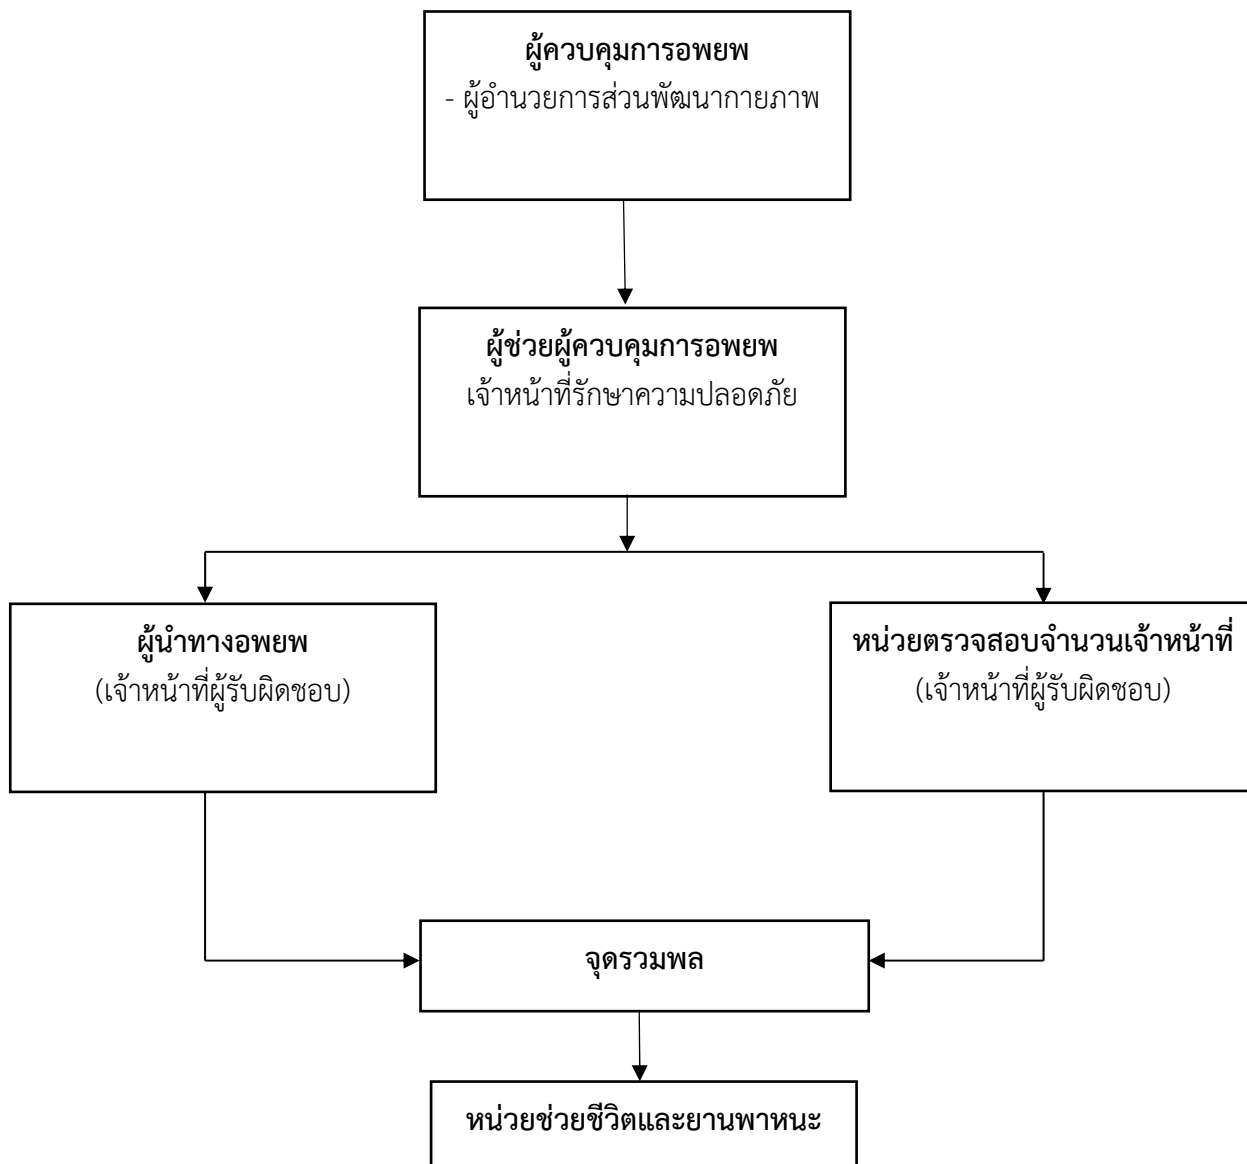 ผู้ควบคุมการอพยพ
- ผู้อำนวยการส่วนพัฒนากายภาพ
ผู้ช่วยผู้ควบคุมการอพยพ
เจ้าหน้าที่รักษาความปลอดภัย
ผู้นำทางอพยพ
(เจ้าหน้าที่ผู้รับผิดชอบ)
หน่วยตรวจสอบจำนวนเจ้าหน้าที่
(เจ้าหน้าที่ผู้รับผิดชอบ)
จุดรวมพล
หน่วยช่วยชีวิตและยานพาหนะ